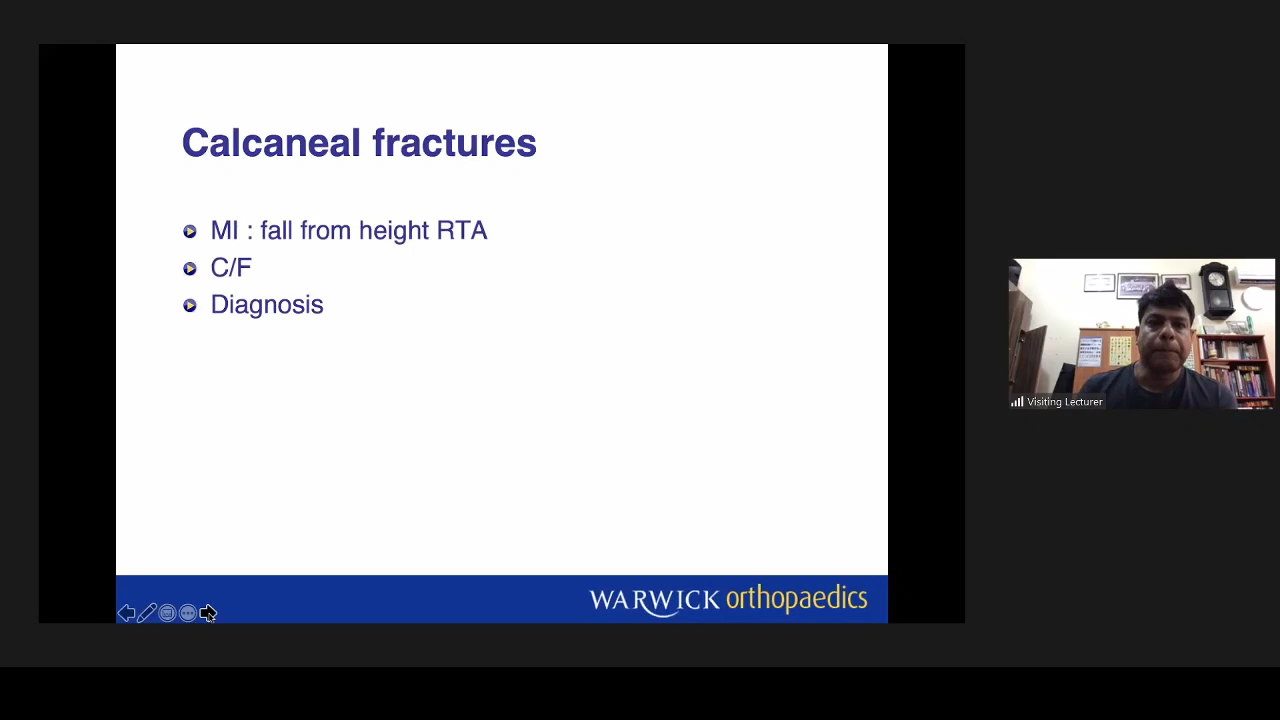 Calcaneal fractures
MI : fall from height RTA
C/F
Diagnosis
WARWICK orthopaedics
Visiting Lecturer